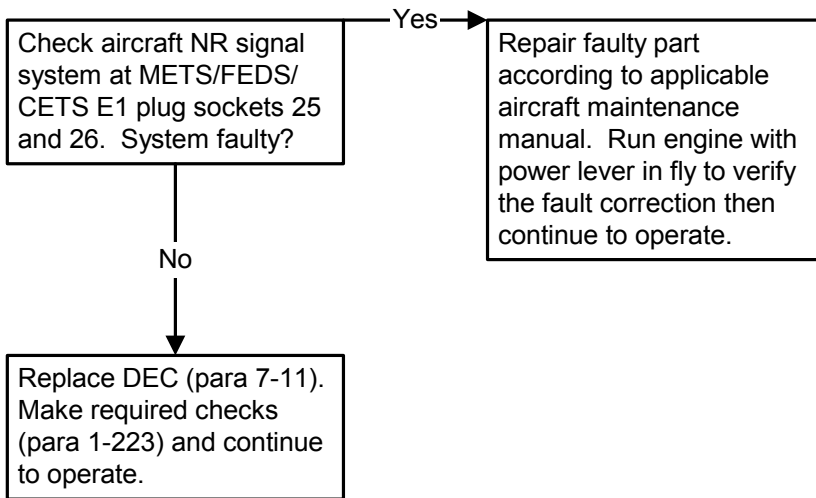 Check aircraft NR signal
system at METS/FEDS/
CETS E1 plug sockets 25
and 26.  System faulty?
Yes
Repair faulty part
according to applicable
aircraft maintenance
manual.  Run engine with
power lever in fly to verify
the fault correction then
continue to operate.
No
Replace DEC (para 7-11).
Make required checks
(para 1-223) and continue
to operate.